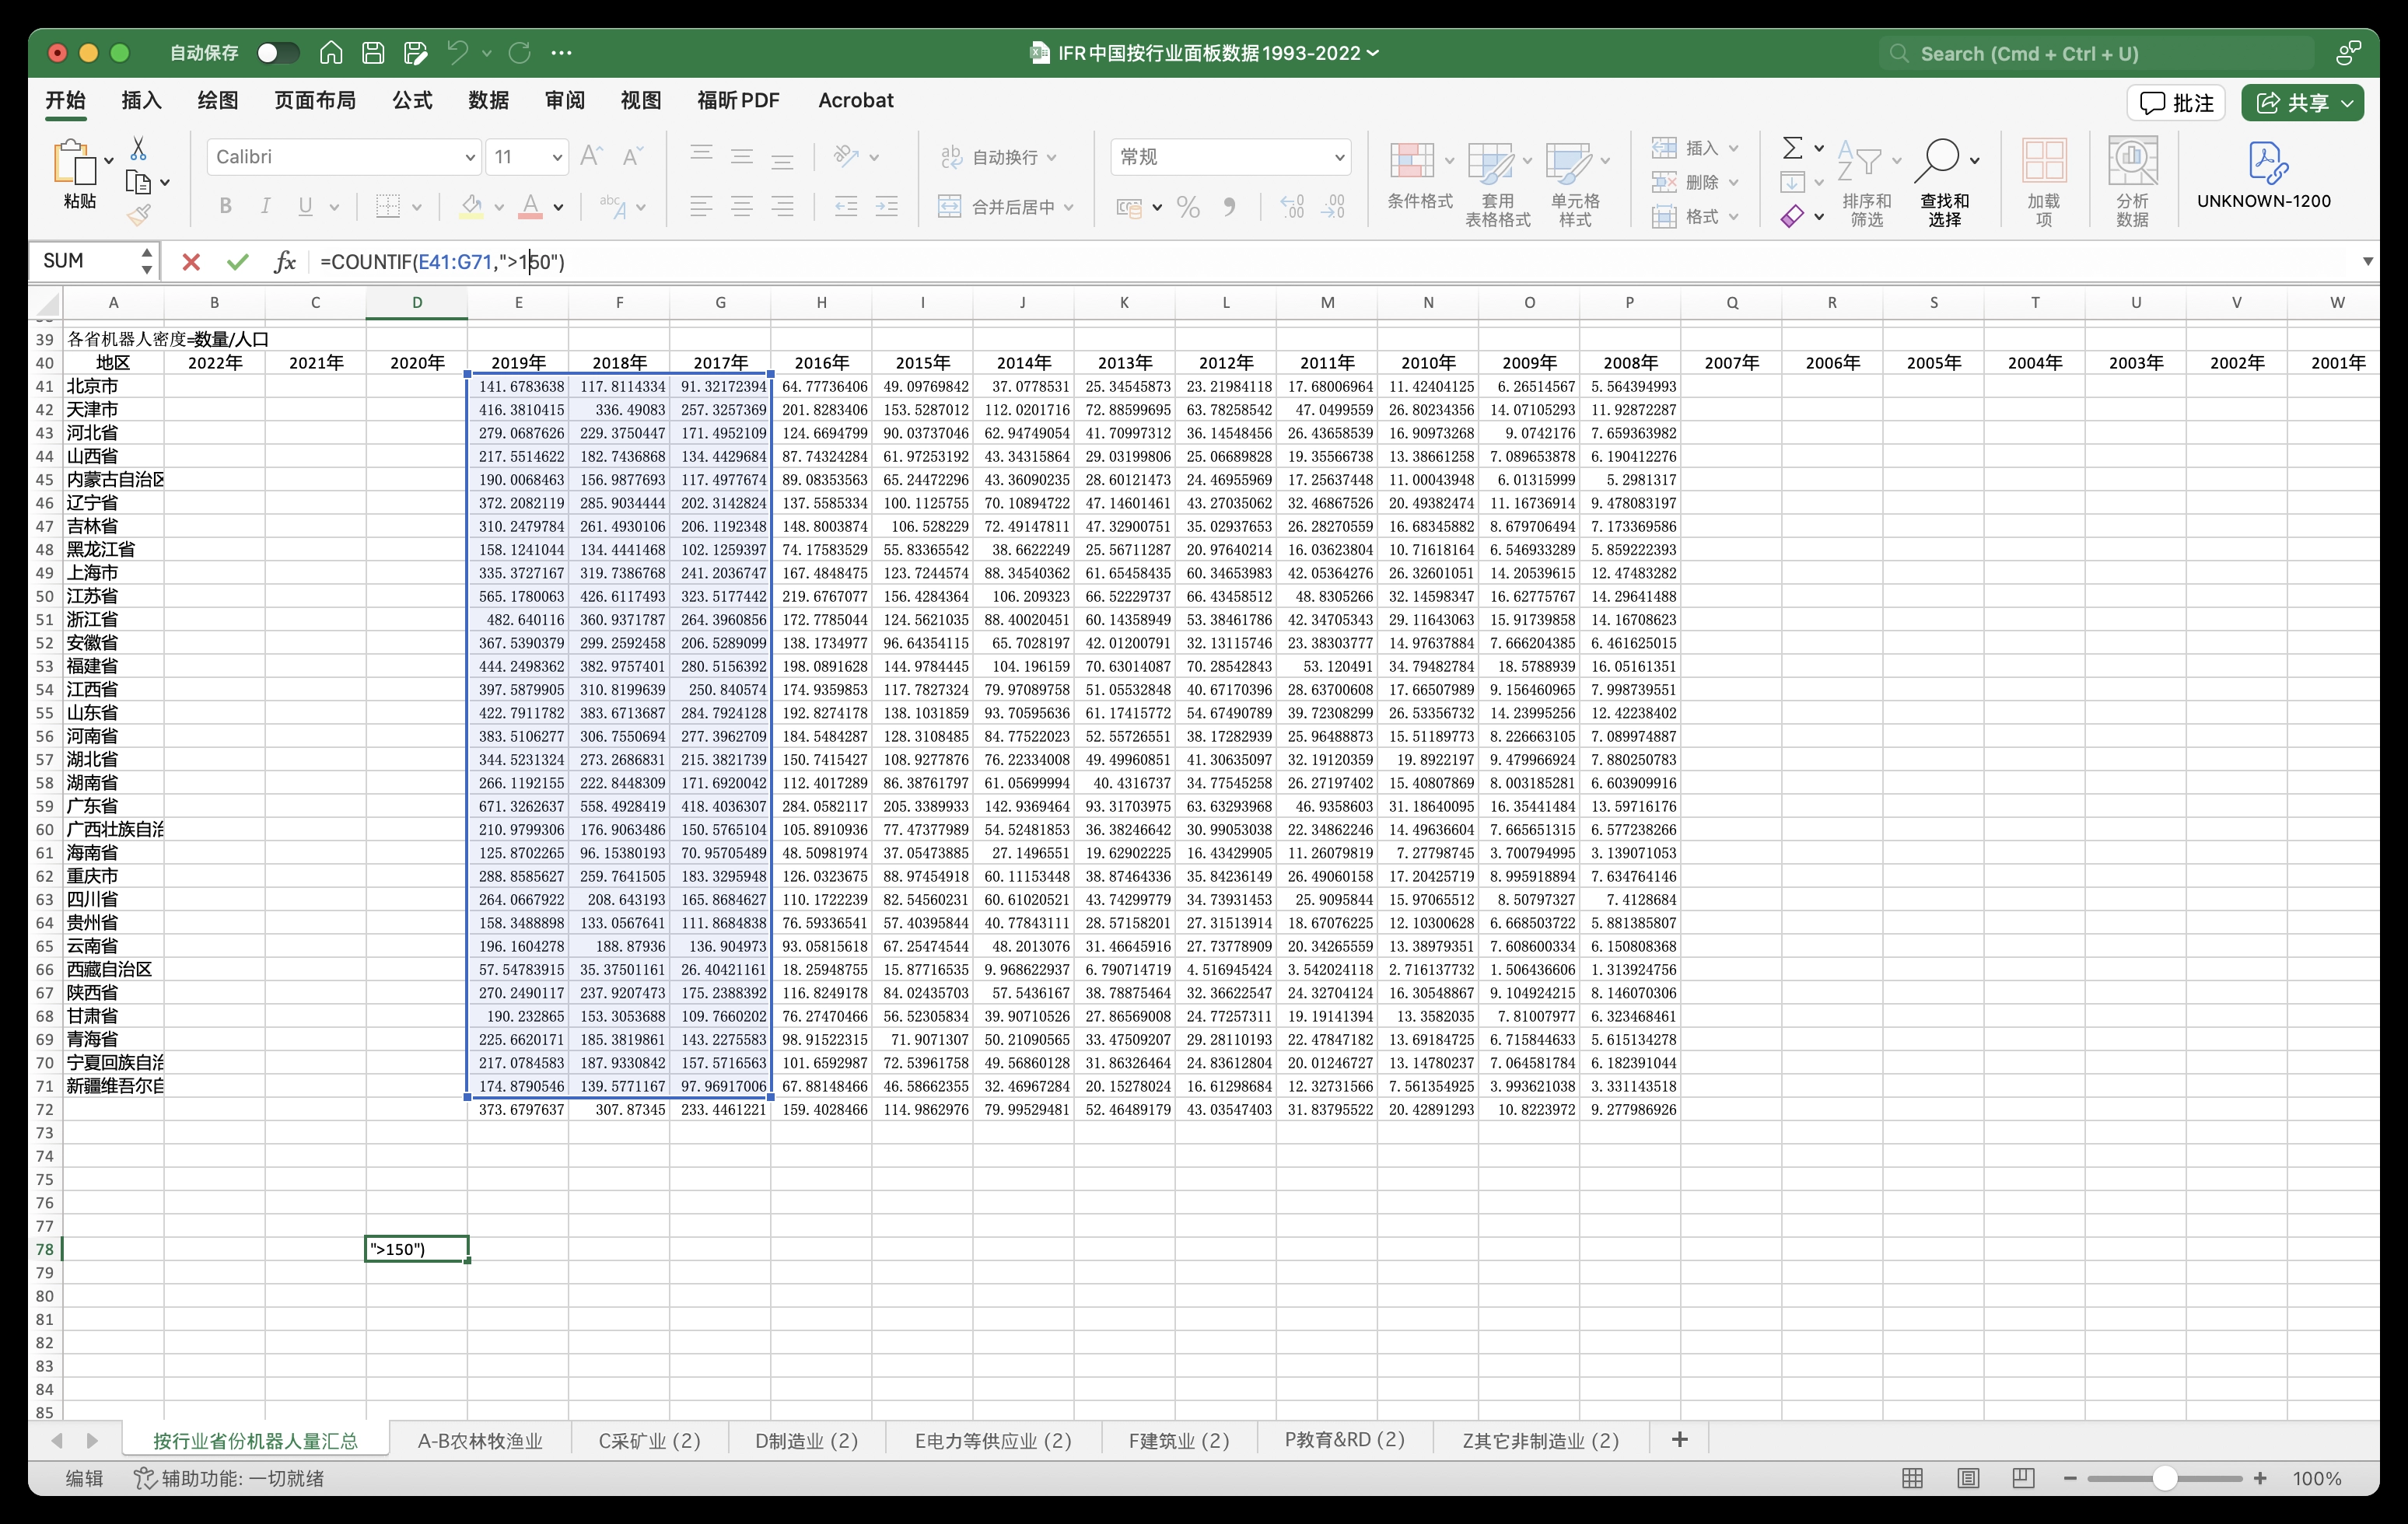 自动保存
IFR中国按行业面板数据1993-2022
Search (Cmd + Ctrl + U)
开始 插入 绘图 页面布局 公式 数据 审阅 视图 福昕PDF Acrobat
批注 共享
粘贴
Calibri 11
B I U
自动换行
合并后居中
常规
条件格式
套用
表格格式
单元格
样式
插入
删除
格式
排序和
筛选
查找和
选择
加载
项
分析
数据
UNKNOWN-1200
SUM fx =COUNTIF(E41:G71,">150")
A B C D E F G H I J K L M N O P Q R S T U V W
39 各省机器人密度=数量/人口
40 地区 2022年 2021年 2020年 2019年 2018年 2017年 2016年 2015年 2014年 2013年 2012年 2011年 2010年 2009年 2008年 2007年 2006年 2005年 2004年 2003年 2002年 2001年
41 北京市 141.6783638 117.8114334 91.32172394 64.77736406 49.09769842 37.0778531 25.34545873 23.21984118 17.68006964 11.42404125 6.26514567 5.564394993
42 天津市 416.3810415 336.49083 257.3257369 201.8283406 153.5287012 112.0201716 72.88599695 63.78258542 47.0499559 26.80234356 14.07105293 11.92872287
43 河北省 279.0687626 229.3750447 171.4952109 124.6694799 90.03737046 62.94749054 41.70997312 36.14548456 26.43658539 16.90973268 9.0742176 7.659363982
44 山西省 217.5514622 182.7436868 134.4429684 87.74324284 61.97253192 43.34315864 29.03199806 25.06689828 19.35566738 13.38661258 7.089653878 6.190412276
45 内蒙古自治区 190.0068463 156.9877693 117.4977674 89.08353563 65.24472296 43.36090235 28.60121473 24.46955969 17.25637448 11.00043948 6.01315999 5.2981317
46 辽宁省 372.2082119 285.9034444 202.3142824 137.5585334 100.1125755 70.10894722 47.14601461 43.27035062 32.46867526 20.49382474 11.16736914 9.478083197
47 吉林省 310.2479784 261.4930106 206.1192348 148.8003874 106.528229 72.49147811 47.32900751 35.02937653 26.28270559 16.68345882 8.679706494 7.173369586
48 黑龙江省 158.1241044 134.4441468 102.1259397 74.17583529 55.83365542 38.6622249 25.56711287 20.97640214 16.03623804 10.71618164 6.546933289 5.859222393
49 上海市 335.3727167 319.7386768 241.2036747 167.4848475 123.7244574 88.34540362 61.65458435 60.34653983 42.05364276 26.32601051 14.20539615 12.47483282
50 江苏省 565.1780063 426.6117493 323.5177442 219.6767077 156.4284364 106.209323 66.52229737 66.43458512 48.8305266 32.14598347 16.62775767 14.29641488
51 浙江省 482.640116 360.9371787 264.3960856 172.7785044 124.5621035 88.40020451 60.14358949 53.38461786 42.34705343 29.11643063 15.91739858 14.16708623
52 安徽省 367.5390379 299.2592458 206.5289099 138.1734977 96.64354115 65.7028197 42.01200791 32.13115746 23.38303777 14.97637884 7.666204385 6.461625015
53 福建省 444.2498362 382.9757401 280.5156392 198.0891628 144.9784445 104.196159 70.63014087 70.28542843 53.120491 34.79482784 18.5788939 16.05161351
54 江西省 397.5879905 310.8199639 250.840574 174.9359853 117.7827324 79.97089758 51.05532848 40.67170396 28.63700608 17.66507989 9.156460965 7.998739551
55 山东省 422.7911782 383.6713687 284.7924128 192.8274178 138.1031859 93.70595636 61.17415772 54.67490789 39.72308299 26.53356732 14.23995256 12.42238402
56 河南省 383.5106277 306.7550694 277.3962709 184.5484287 128.3108485 84.77522023 52.55726551 38.17282939 25.96488873 15.51189773 8.226663105 7.089974887
57 湖北省 344.5231324 273.2686831 215.3821739 150.7415427 108.9277876 76.22334008 49.49960851 41.30635097 32.19120359 19.8922197 9.479966924 7.880250783
58 湖南省 266.1192155 222.8448309 171.6920042 112.4017289 86.38761797 61.05699994 40.4316737 34.77545258 26.27197402 15.40807869 8.003185281 6.603909916
59 广东省 671.3262637 558.4928419 418.4036307 284.0582117 205.3389933 142.9369464 93.31703975 63.63293968 46.9358603 31.18640095 16.35441484 13.59716176
60 广西壮族自治 210.9799306 176.9063486 150.5765104 105.8910936 77.47377989 54.52481853 36.38246642 30.99053038 22.34862246 14.49636604 7.665651315 6.577238266
61 海南省 125.8702265 96.15380193 70.95705489 48.50981974 37.05473885 27.1496551 19.62902225 16.43429905 11.26079819 7.27798745 3.700794995 3.139071053
62 重庆市 288.8585627 259.7641505 183.3295948 126.0323675 88.97454918 60.11153448 38.87464336 35.84236149 26.49060158 17.20425719 8.995918894 7.634764146
63 四川省 264.0667922 208.643193 165.8684627 110.1722239 82.54560231 60.61020521 43.74299779 34.73931453 25.9095844 15.97065512 8.50797327 7.4128684
64 贵州省 158.3488898 133.0567641 111.8684838 76.59336541 57.40395844 40.77843111 28.57158201 27.31513914 18.67076225 12.10300628 6.668503722 5.881385807
65 云南省 196.1604278 188.87936 136.904973 93.05815618 67.25474544 48.2013076 31.46645916 27.73778909 20.34265559 13.38979351 7.608600334 6.150808368
66 西藏自治区 57.54783915 35.37501161 26.40421161 18.25948755 15.87716535 9.968622937 6.790714719 4.516945424 3.542024118 2.716137732 1.506436606 1.313924756
67 陕西省 270.2490117 237.9207473 175.2388392 116.8249178 84.02435703 57.5436167 38.78875464 32.36622547 24.32704124 16.30548867 9.104924215 8.146070306
68 甘肃省 190.232865 153.3053688 109.7660202 76.27470466 56.52305834 39.90710526 27.86569008 24.77257311 19.19141394 13.3582035 7.81007977 6.323468461
69 青海省 225.6620171 185.3819861 143.2275583 98.91522315 71.9071307 50.21090565 33.47509207 29.28110193 22.47847182 13.69184725 6.715844633 5.615134278
70 宁夏回族自治 217.0784583 187.9330842 157.5716563 101.6592987 72.53961758 49.56860128 31.86326464 24.83612804 20.01246727 13.14780237 7.064581784 6.182391044
71 新疆维吾尔自 174.8790546 139.5771167 97.96917006 67.88148466 46.58662355 32.46967284 20.15278024 16.61298684 12.32731566 7.561354925 3.993621038 3.331143518
72 373.6797637 307.87345 233.4461221 159.4028466 114.9862976 79.99529481 52.46489179 43.03547403 31.83795522 20.42891293 10.8223972 9.277986926
73
74
75
76
77
78 ">150")
79
80
81
82
83
84
85
按行业省份机器人量汇总 A-B农林牧渔业 C采矿业 (2) D制造业 (2) E电力等供应业 (2) F建筑业 (2) P教育&RD (2) Z其它非制造业 (2)
编辑 辅助功能: 一切就绪 100%